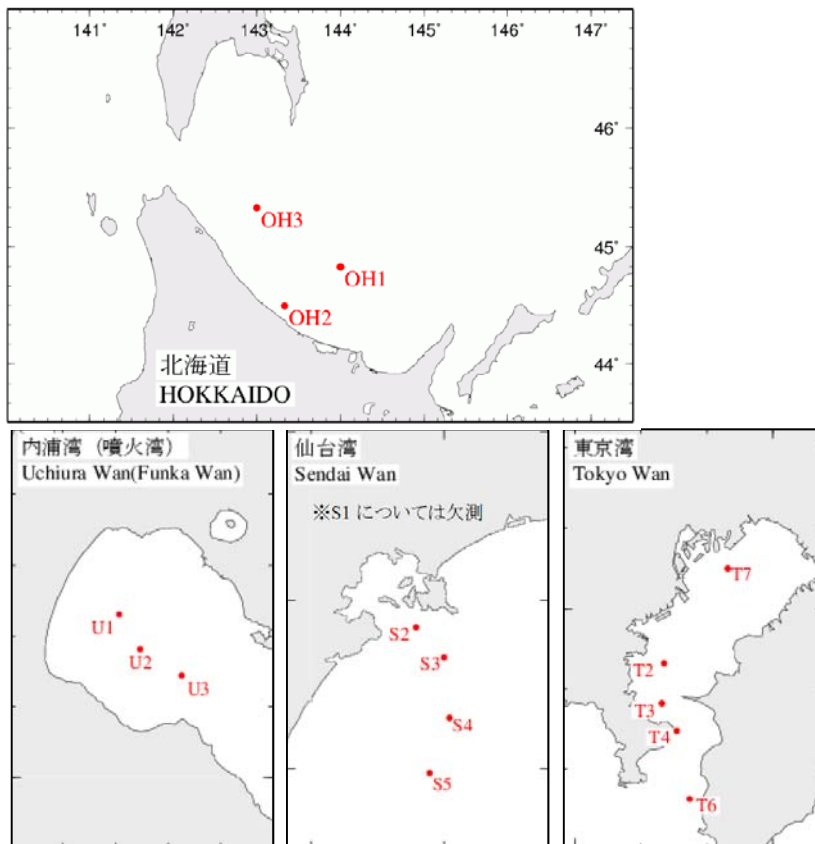 141° 142° 143° 144° 145° 146° 147°
46°
45°
44°
OH3
OH1
OH2
北海道
HOKKAIDO
内浦湾（噴火湾）
Uchiura Wan(Funka Wan)
U1
U2
U3
仙台湾
Sendai Wan
※S1については欠測
S2
S3
S4
S5
東京湾
Tokyo Wan
T7
T2
T3
T4
T6